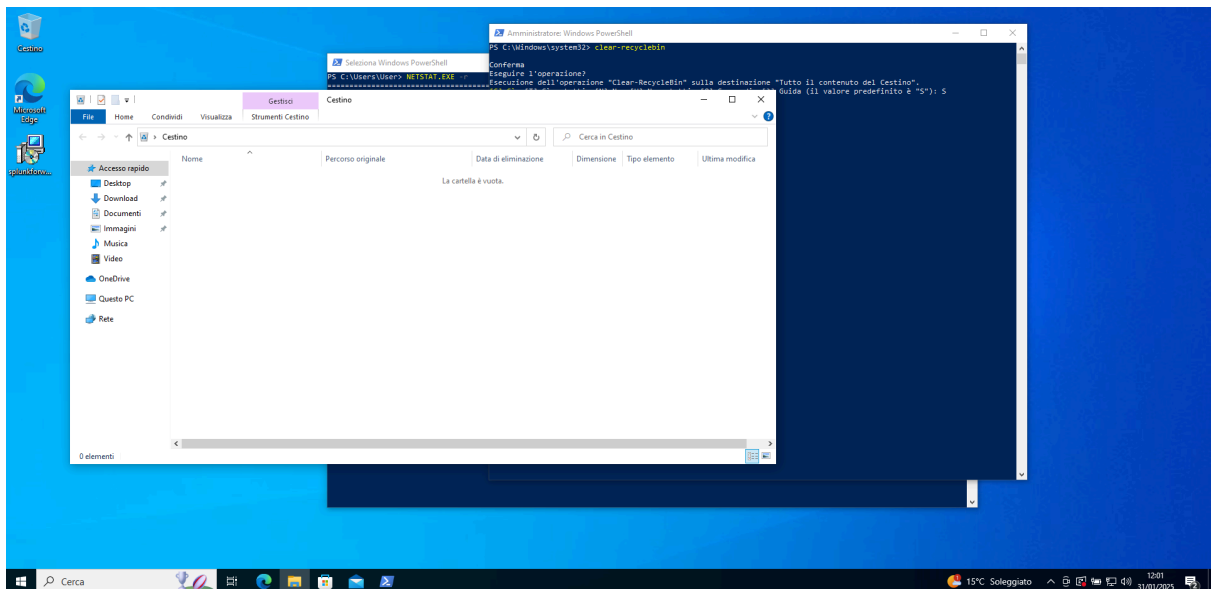 Cestino
Microsoft Edge
splunkforw...
Amministratore: Windows PowerShell
PS C:\Windows\system32> clear-recyclebin
Conferma
Eseguire l'operazione?
Esecuzione dell'operazione "Clear-RecycleBin" sulla destinazione "Tutto il contenuto del Cestino".
Guida (il valore predefinito è "S"): S
Seleziona Windows PowerShell
PS C:\Users\User> NETSTAT.EXE -r
Gestisci
Cestino
File Home Condividi Visualizza Strumenti Cestino
Cestino
Cerca in Cestino
Nome Percorso originale Data di eliminazione Dimensione Tipo elemento Ultima modifica
La cartella è vuota.
Accesso rapido
Desktop
Download
Documenti
Immagini
Musica
Video
OneDrive
Questo PC
Rete
0 elementi
Cerca
15°C Soleggiato
12:01
31/01/2025
2